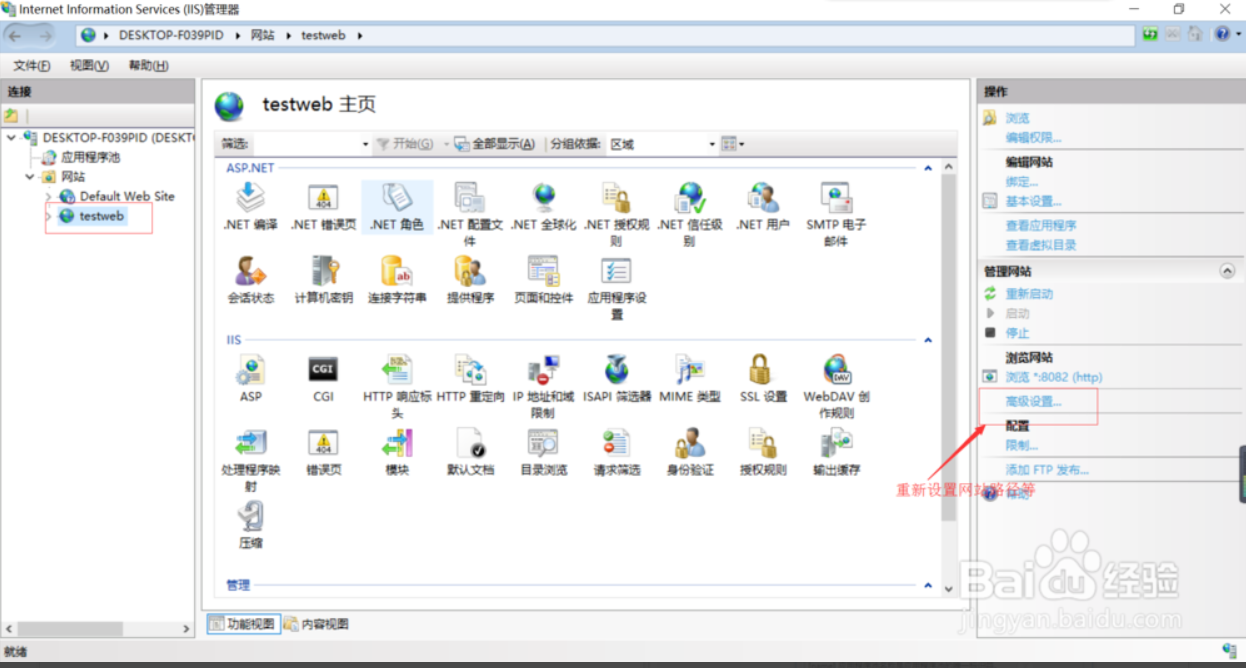 Internet Information Services (IIS)管理器
DESKTOP-F039PID
网站
testweb
文件(F) 视图(V) 帮助(H)
连接
DESKTOP-F039PID (DESKT
应用程序池
网站
Default Web Site
testweb
testweb 主页
筛选: 开始(G) 全部显示(A) 分组依据: 区域
ASP.NET
.NET 编译
.NET 错误页
.NET 角色
.NET 配置文
件
.NET 全球化
.NET 授权规
则
.NET 信任级
别
.NET 用户
SMTP 电子
邮件
会话状态
计算机密钥
连接字符串
提供程序
页面和控件
应用程序设
置
IIS
ASP
CGI
CGI
HTTP 响应标
头
HTTP 重定向
IP 地址和域
限制
ISAPI 筛选器
MIME 类型
SSL 设置
DAV
WebDAV 创
作规则
处理程序映
射
404
错误页
模块
默认文档
目录浏览
请求筛选
身份验证
授权规则
输出缓存
压缩
管理
功能视图 内容视图
就绪
操作
浏览
编辑权限...
编辑网站
绑定...
基本设置...
查看应用程序
查看虚拟目录
管理网站
重新启动
启动
停止
浏览网站
浏览 *:8082 (http)
高级设置...
配置
限制...
添加 FTP 发布...
帮助
重新设置网站路径等
Baidu 经验
jingyan.baidu.com